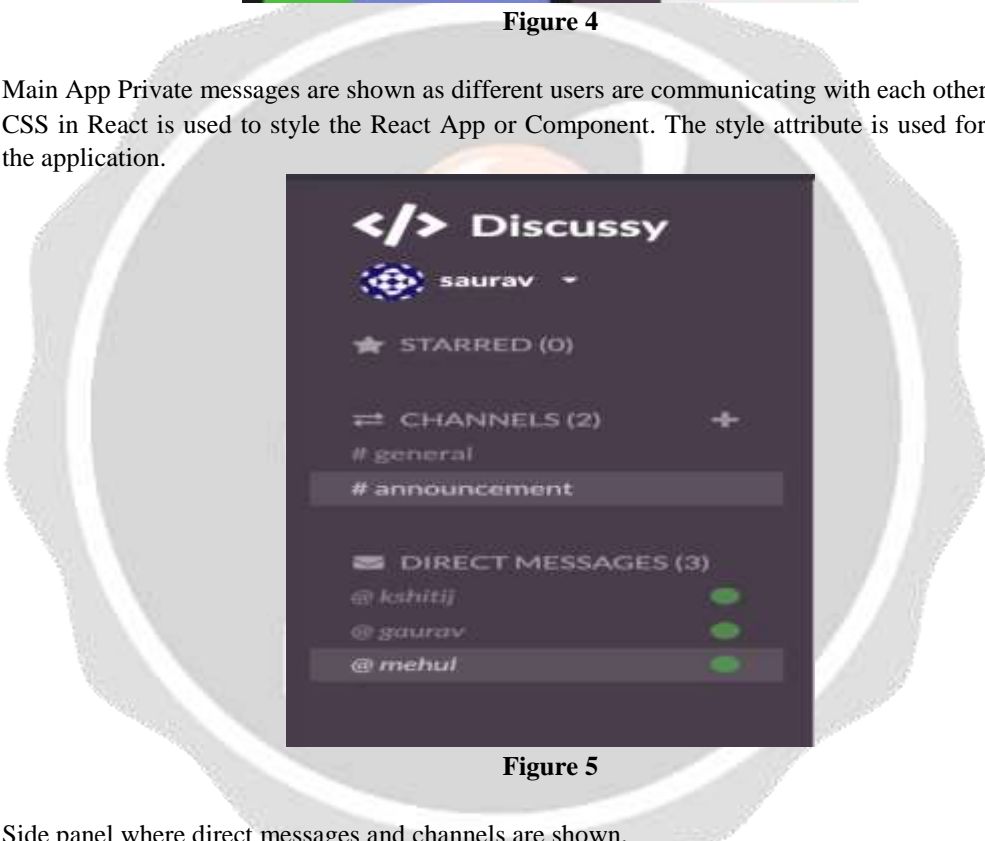 Figure 4
Main App Private messages are shown as different users are communicating with each other
CSS in React is used to style the React App or Component. The style attribute is used for
the application.
</> Discussy
saurav
STARRED (0)
CHANNELS (2) +
# general
# announcement
DIRECT MESSAGES (3)
@ kshitij
@ gaurav
@ mehul
Figure 5
Side panel where direct messages and channels are shown.